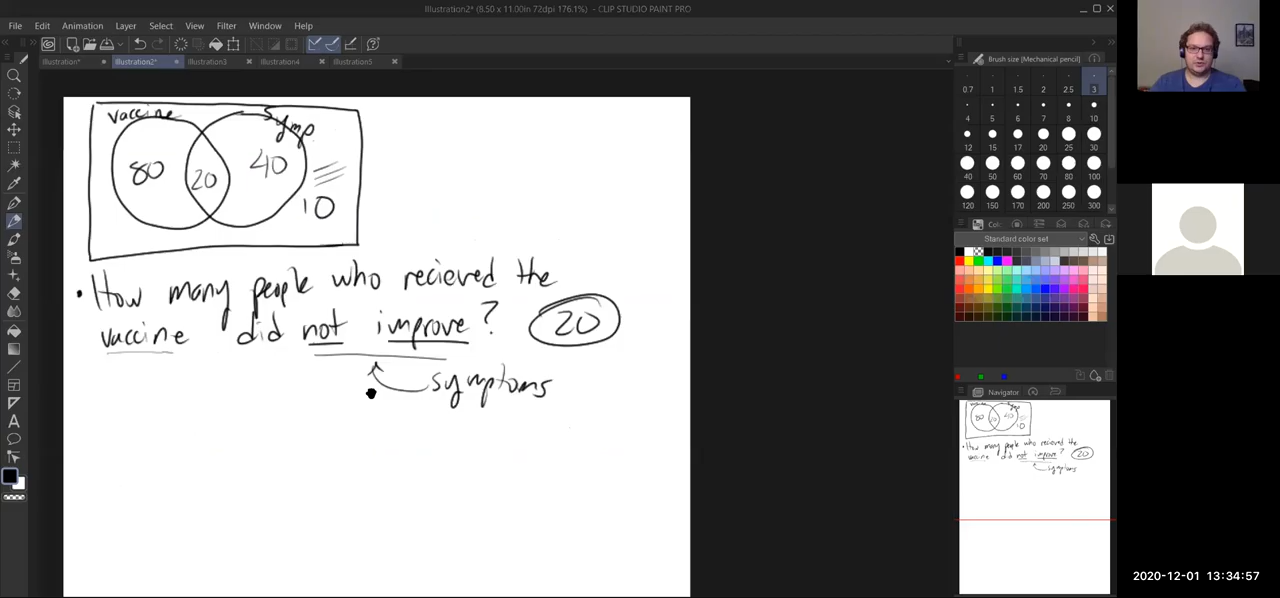 Illustration2* (8.50 x 11.00in 72dpi 176.1%) - CLIP STUDIO PAINT PRO
File Edit Animation Layer Select View Filter Window Help
Illustration* Illustration2* Illustration3 Illustration4 Illustration5
Brush size [Mechanical pencil]
0.7 1 1.5 2 2.5 3
4 5 6 7 8 10
12 15 17 20 25 30
40 50 60 70 80 100
120 150 170 200 250 300
Standard color set
Navigator
vaccine Symp
80 20 40
10
• How many people who recieved the
vaccine did not improve? 20
symptoms
2020-12-01 13:34:57